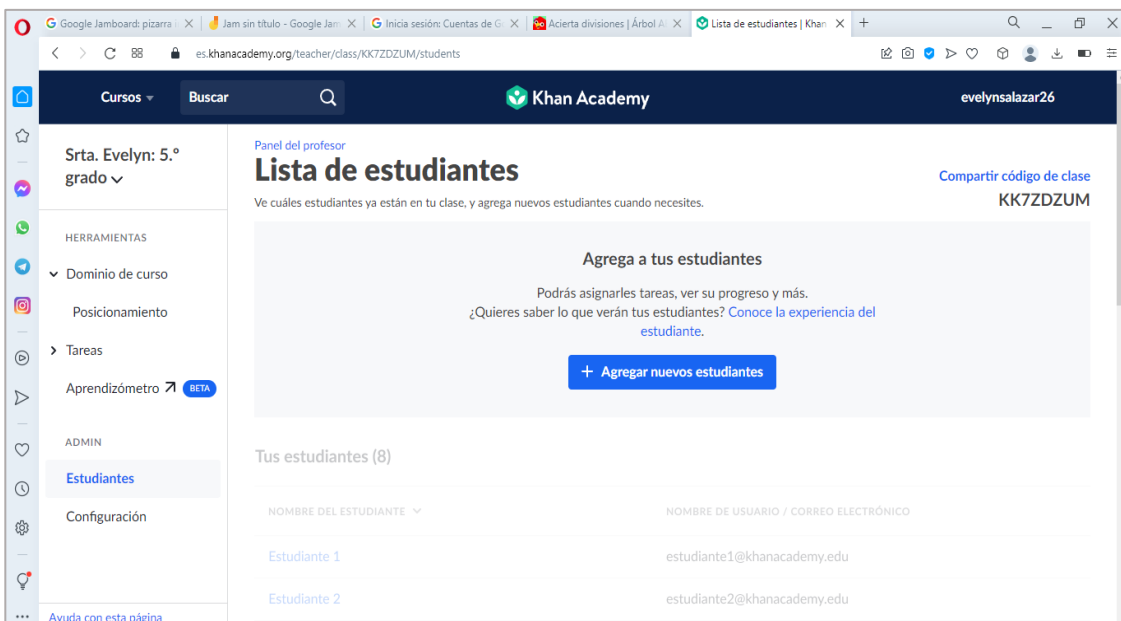 Google Jamboard: pizarra
Jam sin título - Google Jam
Inicia sesión: Cuentas de G
Acierta divisiones | Árbol A
Lista de estudiantes | Khan
es.khanacademy.org/teacher/class/KK7ZDZUM/students
Cursos
Buscar
Khan Academy
evelynsalazar26
Srta. Evelyn: 5.º
grado
HERRAMIENTAS
Dominio de curso
Posicionamiento
Tareas
Aprendizómetro BETA
ADMIN
Estudiantes
Configuración
Ayuda con esta página
Panel del profesor
Lista de estudiantes
Ve cuáles estudiantes ya están en tu clase, y agrega nuevos estudiantes cuando necesites.
Compartir código de clase
KK7ZDZUM
Agrega a tus estudiantes
Podrás asignarles tareas, ver su progreso y más.
¿Quieres saber lo que verán tus estudiantes? Conoce la experiencia del
estudiante.
+ Agregar nuevos estudiantes
Tus estudiantes (8)
NOMBRE DEL ESTUDIANTE
NOMBRE DE USUARIO / CORREO ELECTRÓNICO
Estudiante 1
estudiante1@khanacademy.edu
Estudiante 2
estudiante2@khanacademy.edu